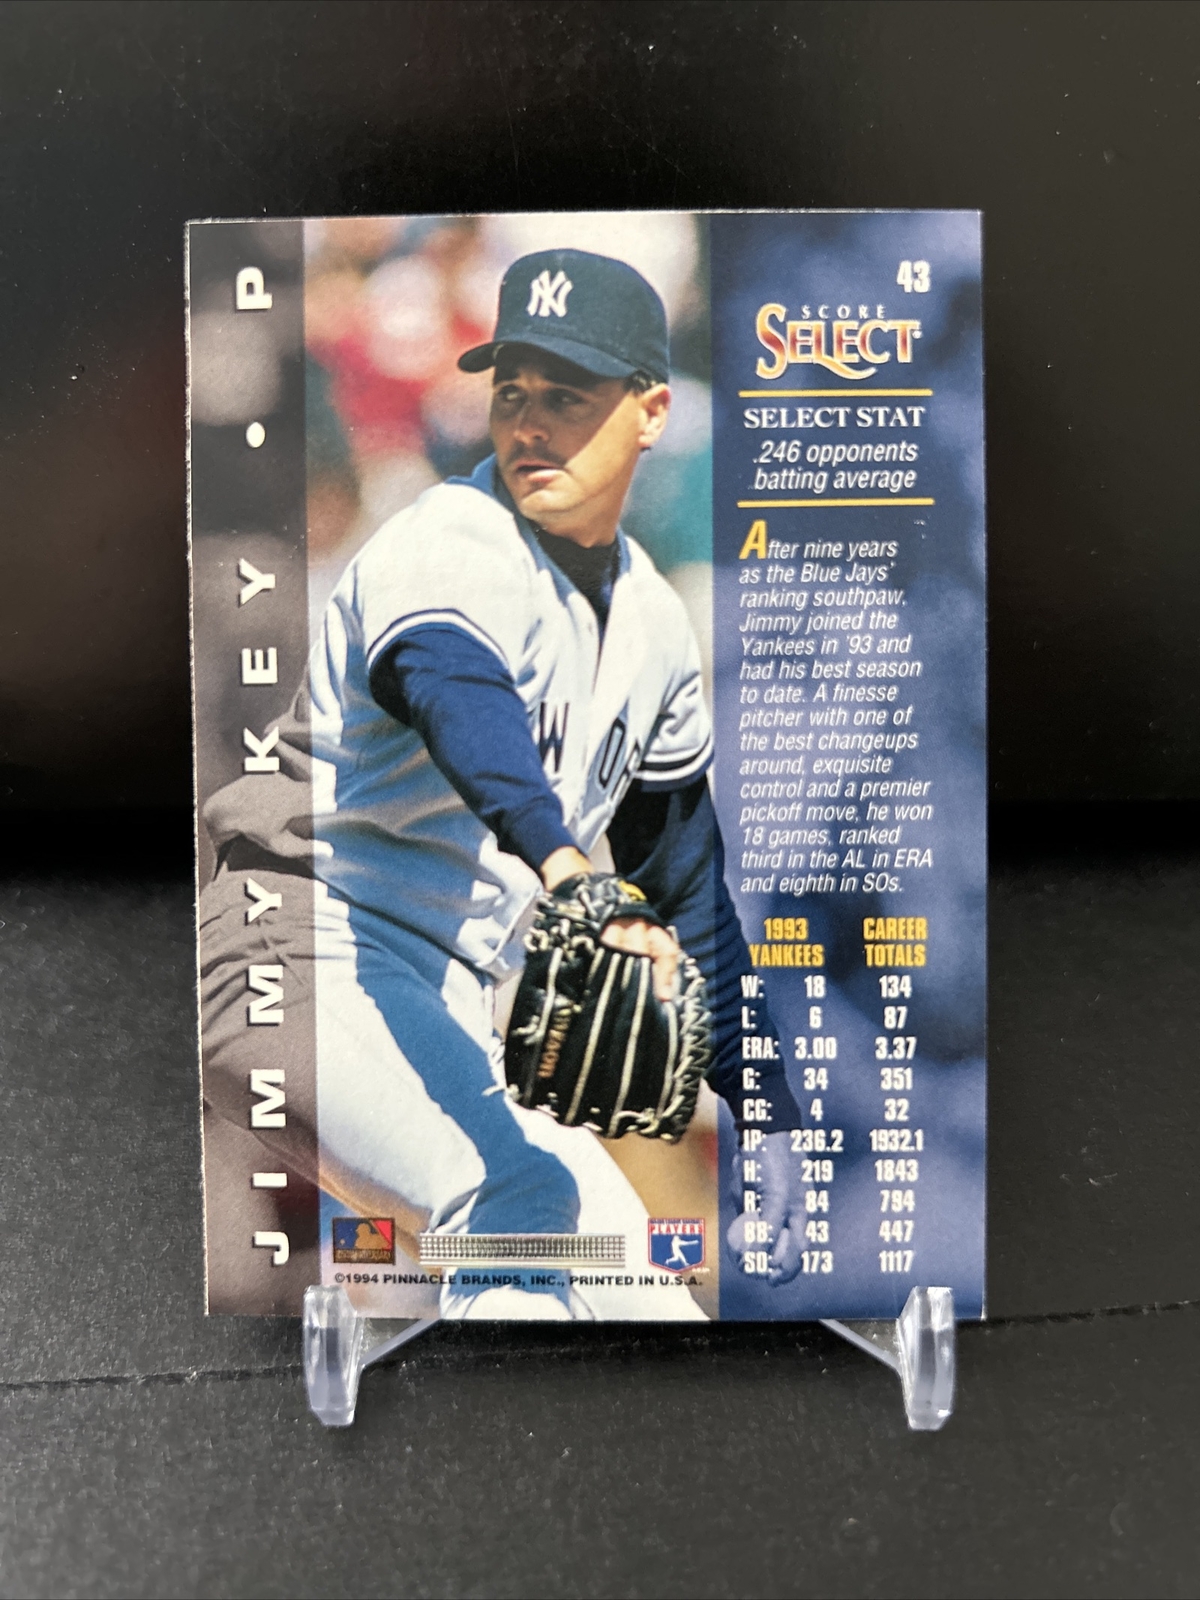 JIMMY KEY • P
NY
43
SCORE
SELECT
SELECT STAT
.246 opponents
batting average
After nine years
as the Blue Jays'
ranking southpaw,
Jimmy joined the
Yankees in '93 and
had his best season
to date. A finesse
pitcher with one of
the best changeups
around, exquisite
control and a premier
pickoff move, he won
18 games, ranked
third in the AL in ERA
and eighth in SOs.
1993 CAREER
YANKEES TOTALS
W: 18 134
L: 6 87
ERA: 3.00 3.37
G: 34 351
CG: 4 32
IP: 236.2 1932.1
H: 219 1843
R: 84 794
BB: 43 447
SO: 173 1117
PLAYERS
©1994 PINNACLE BRANDS, INC., PRINTED IN U.S.A.